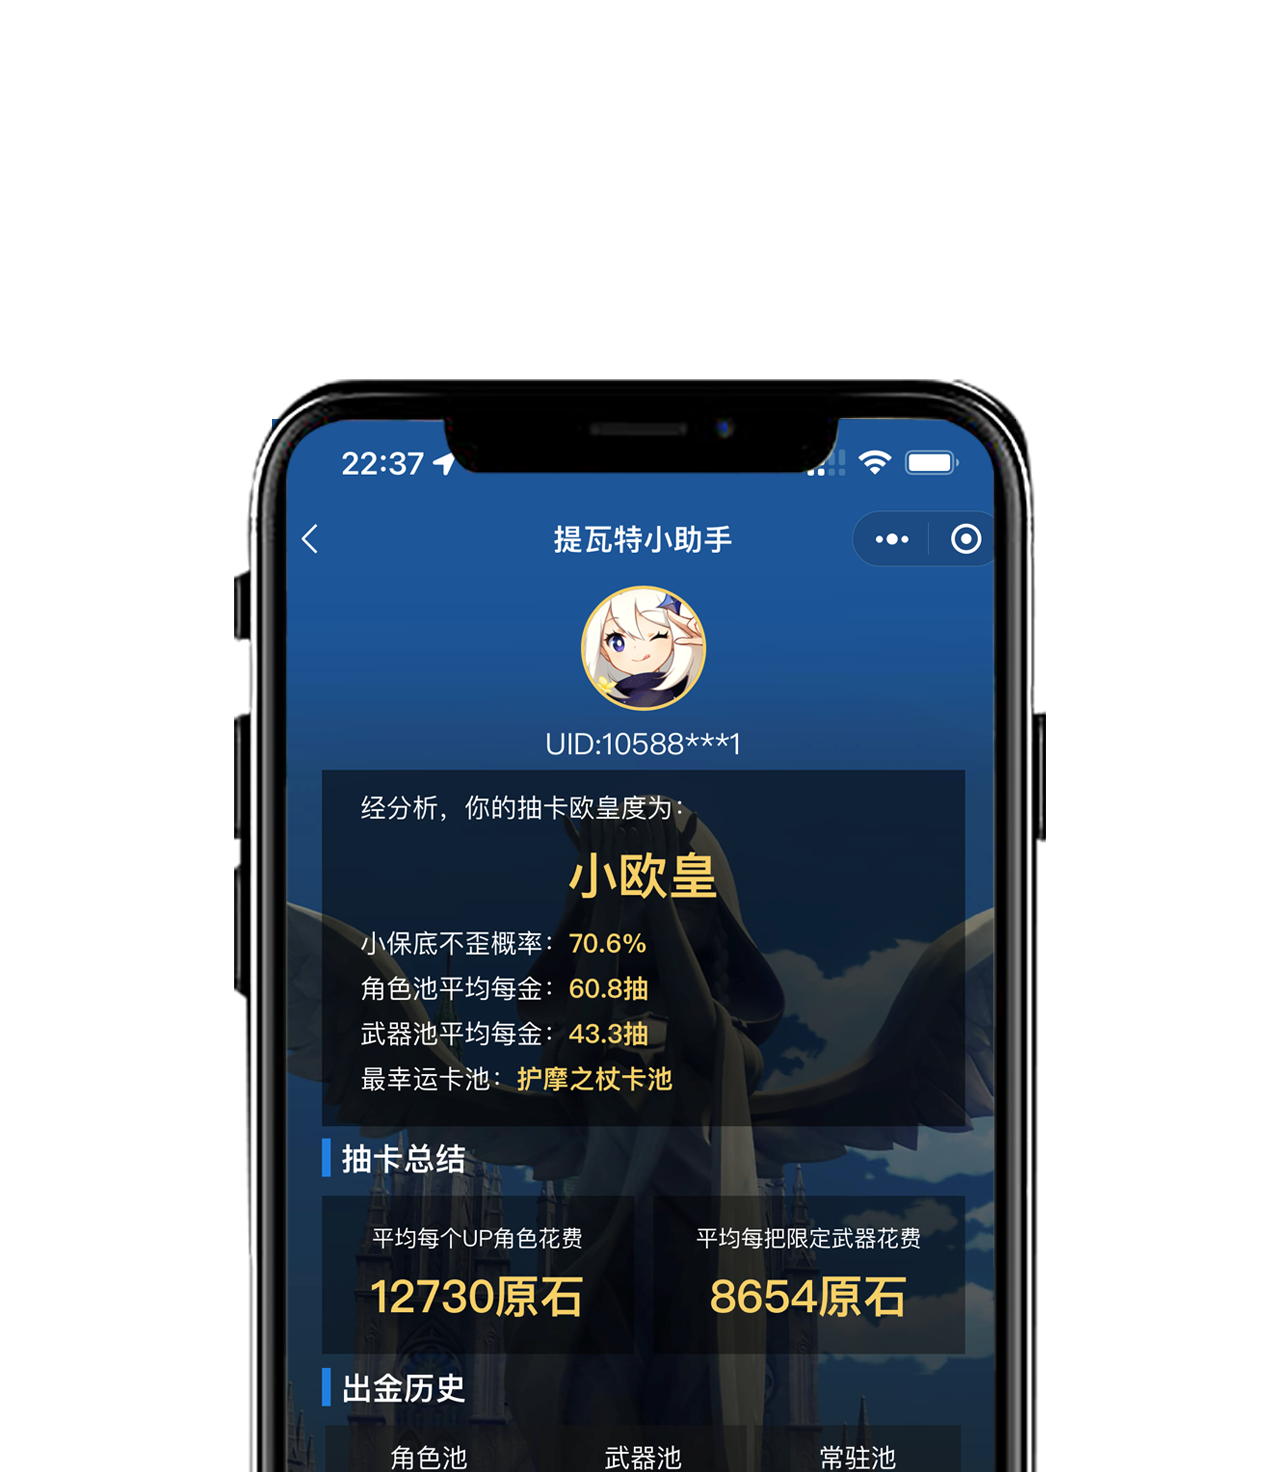 22:37
提瓦特小助手
UID:10588***1
经分析，你的抽卡欧皇度为：
小欧皇
小保底不歪概率：70.6%
角色池平均每金：60.8抽
武器池平均每金：43.3抽
最幸运卡池：护摩之杖卡池
抽卡总结
平均每个UP角色花费
12730原石
平均每把限定武器花费
8654原石
出金历史
角色池
武器池
常驻池